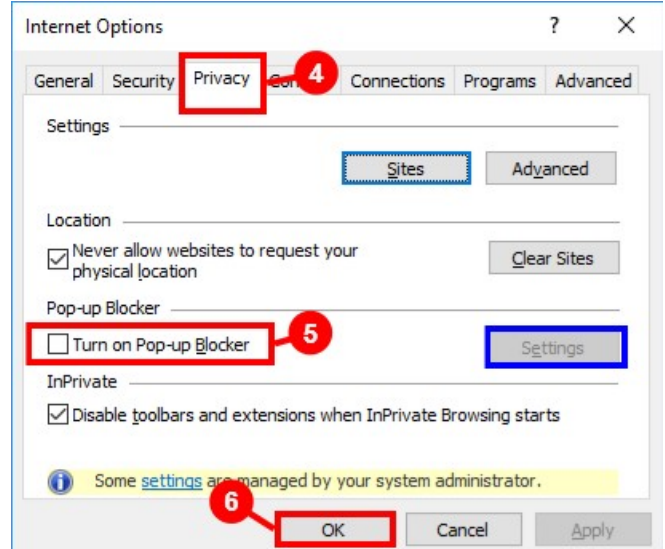 Internet Options ? ×
General Security Privacy 4 Connections Programs Advanced
Settings
Sites Advanced
Location
Never allow websites to request your
physical location
Clear Sites
Pop-up Blocker
Turn on Pop-up Blocker 5 Settings
InPrivate
Disable toolbars and extensions when InPrivate Browsing starts
Some settings are managed by your system administrator.
6
OK Cancel Apply